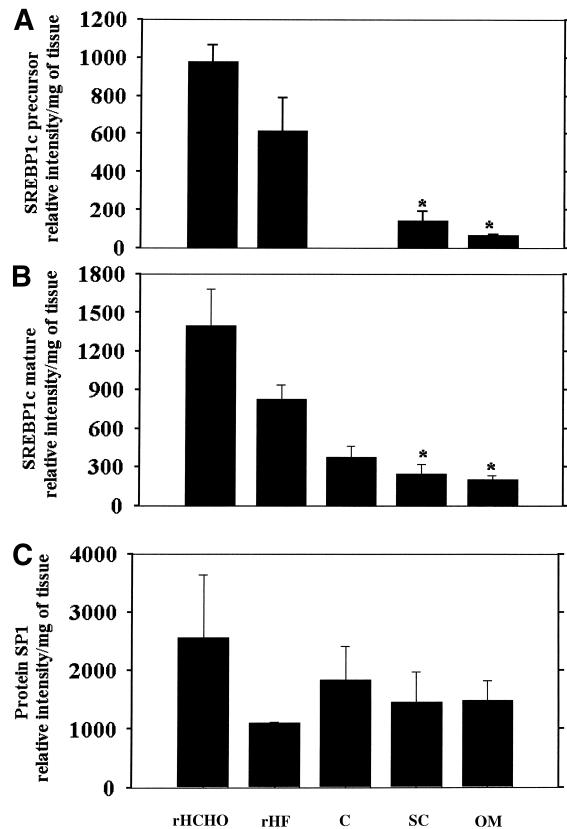 A
SREBP1c precursor
relative intensity/mg of tissue
1200
1000
800
600
400
200
0
*
*
B
SREBP1c mature
relative intensity/mg of tissue
1800
1500
1200
900
600
300
0
*
*
C
Protein SP1
relative intensity/mg of tissue
4000
3000
2000
1000
0
rHCHO rHF C SC OM